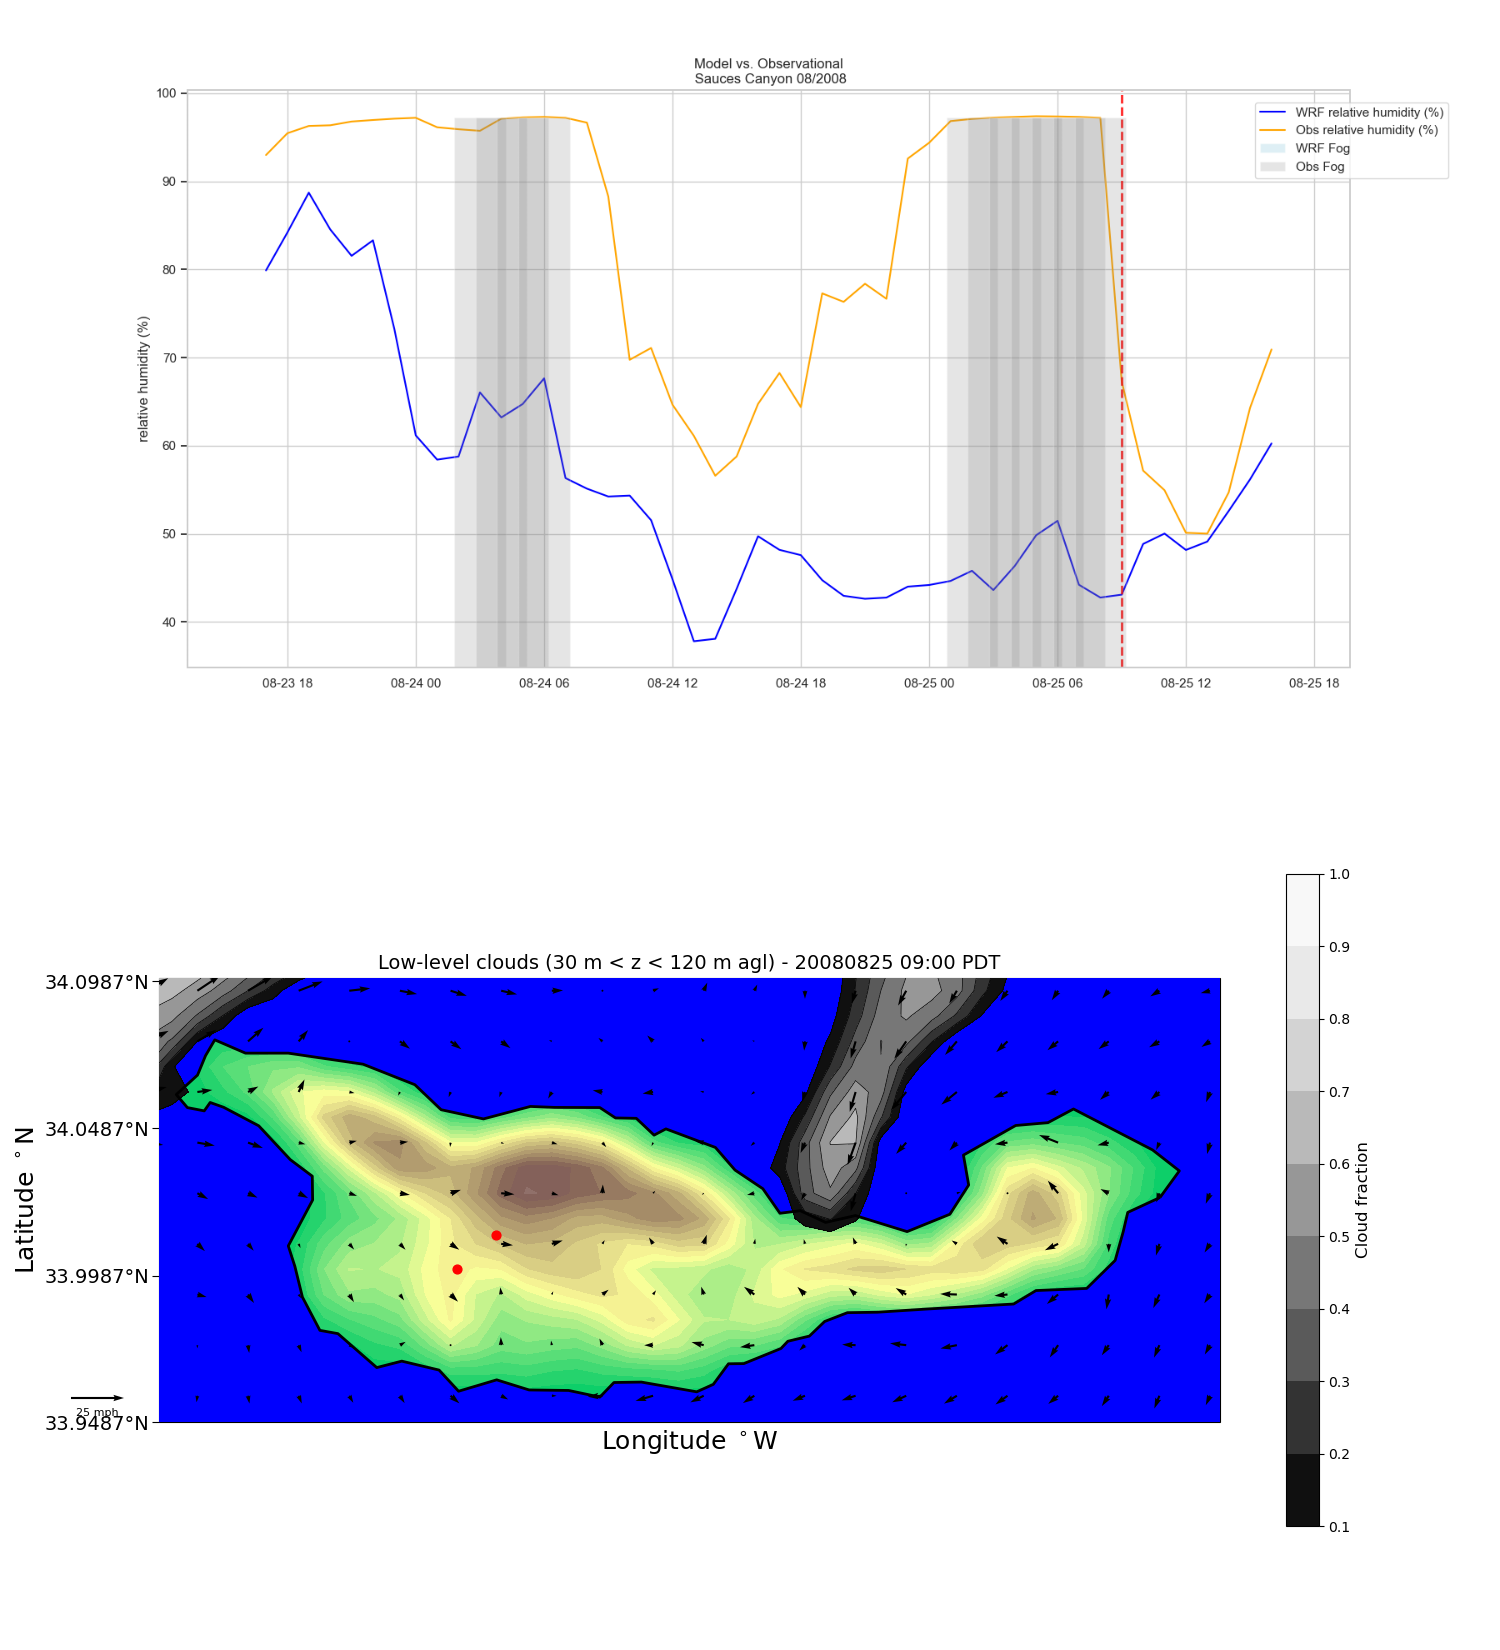 Model vs. Observational
Sauces Canyon 08/2008
100
90
80
70
60
50
40
relative humidity (%)
WRF relative humidity (%)
Obs relative humidity (%)
WRF Fog
Obs Fog
08-23 18
08-24 00
08-24 06
08-24 12
08-24 18
08-25 00
08-25 06
08-25 12
08-25 18
Low-level clouds (30 m < z < 120 m agl) - 20080825 09:00 PDT
34.0987°N
34.0487°N
33.9987°N
33.9487°N
Latitude °N
25 mph
Longitude °W
1.0
0.9
0.8
0.7
0.6
0.5
0.4
0.3
0.2
0.1
Cloud fraction